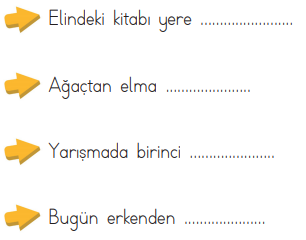 Elindeki kitabı yere .......................
Ağaçtan elma .....................
Yarışmada birinci .....................
Bugün erkenden ....................